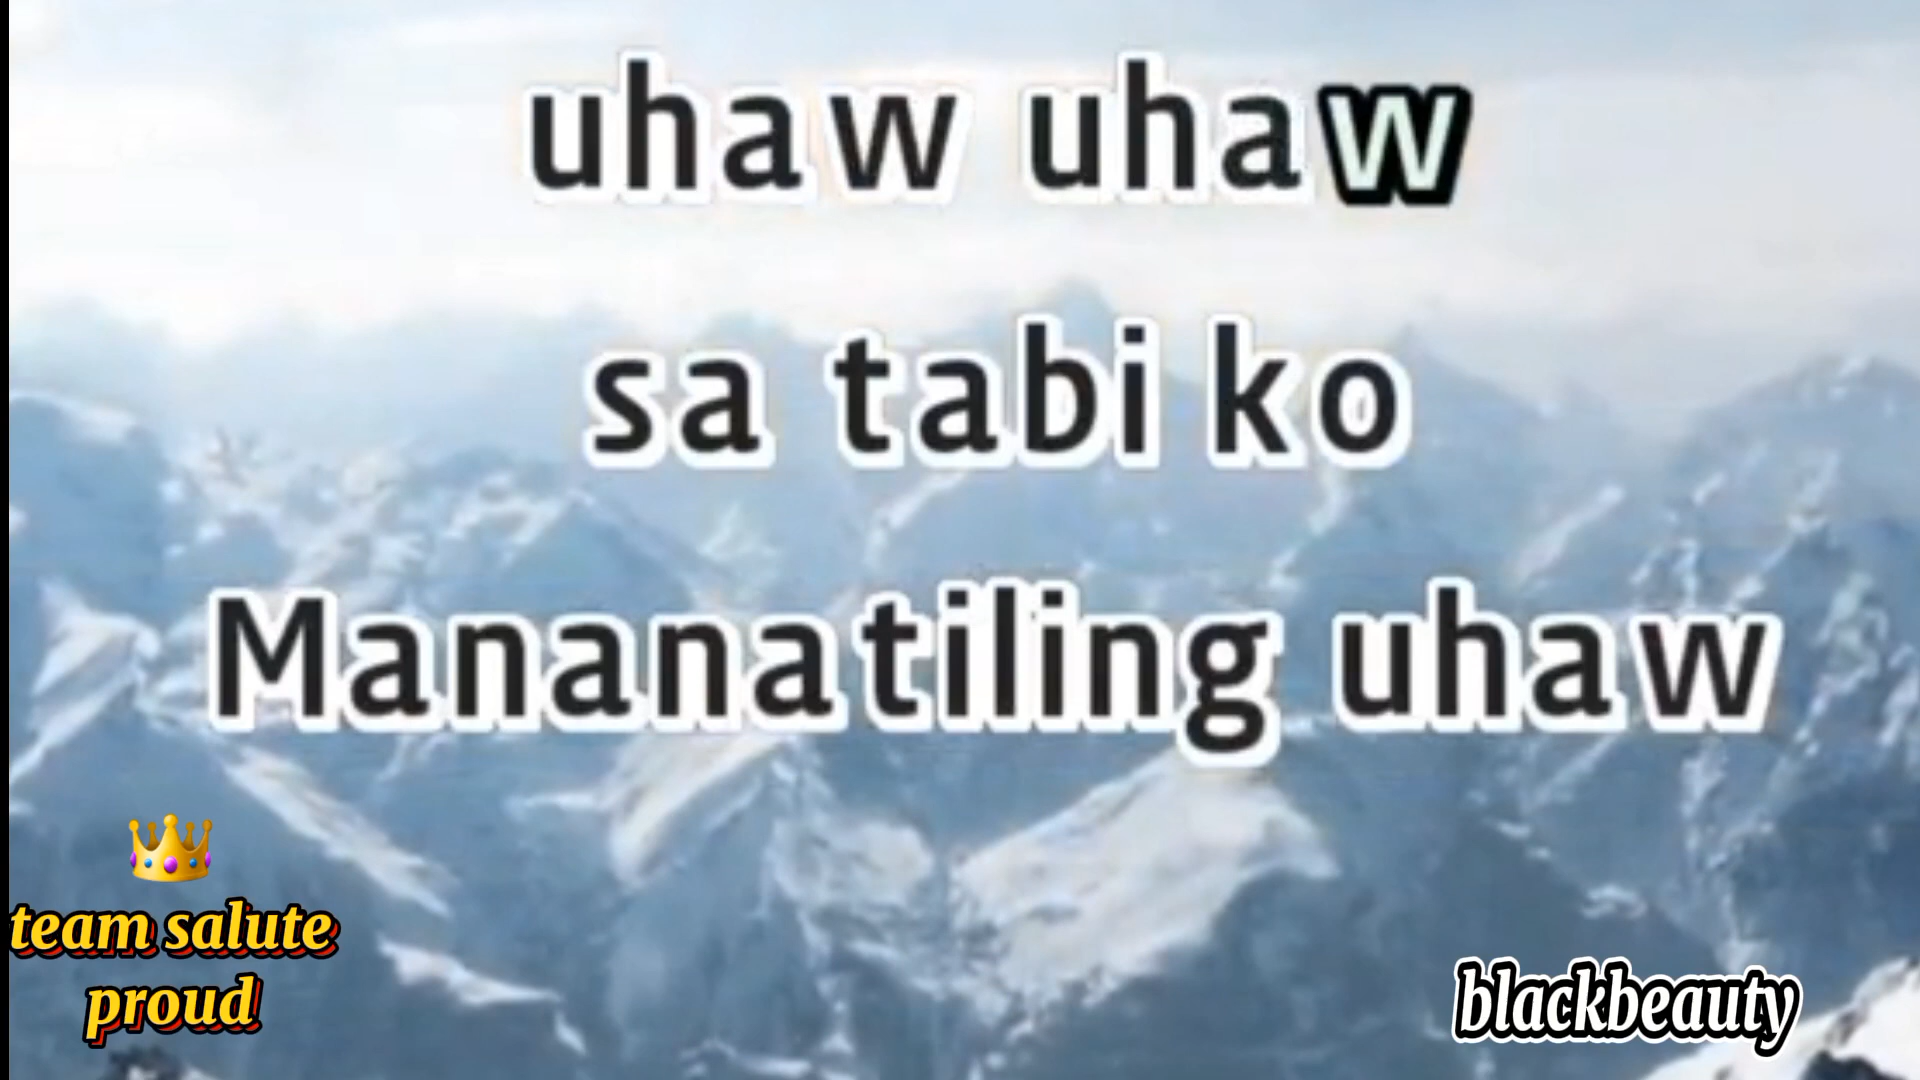 uhaw uhaw
sa tabi ko
Mananatiling uhaw
team salute
proud
blackbeauty